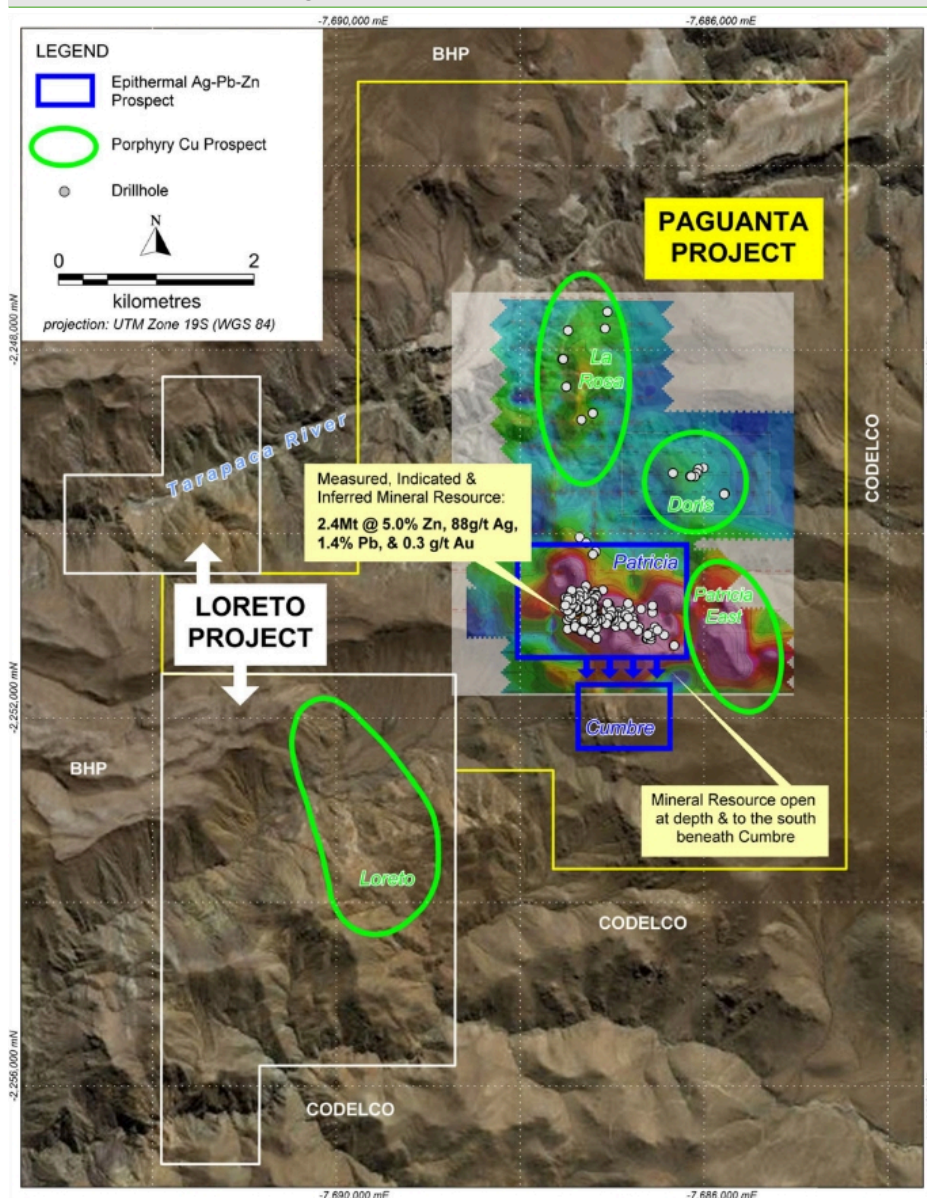 -7,690,000 mE
-7,686,000 mE
LEGEND
Epithermal Ag-Pb-Zn
Prospect
Porphyry Cu Prospect
Drillhole
N
0
2
kilometres
projection: UTM Zone 19S (WGS 84)
BHP
PAGUANTA
PROJECT
-2,248,000 mN
La
Rosa
Tarapaca River
CODELCO
Measured, Indicated &
Inferred Mineral Resource:
2.4Mt @ 5.0% Zn, 88g/t Ag,
1.4% Pb, & 0.3 g/t Au
Doris
Patricia
Patricia
East
LORETO
PROJECT
-2,252,000 mN
Cumbre
BHP
Mineral Resource open
at depth & to the south
beneath Cumbre
Loreto
CODELCO
-2,256,000 mN
CODELCO
-7,690,000 mE
-7,686,000 mE